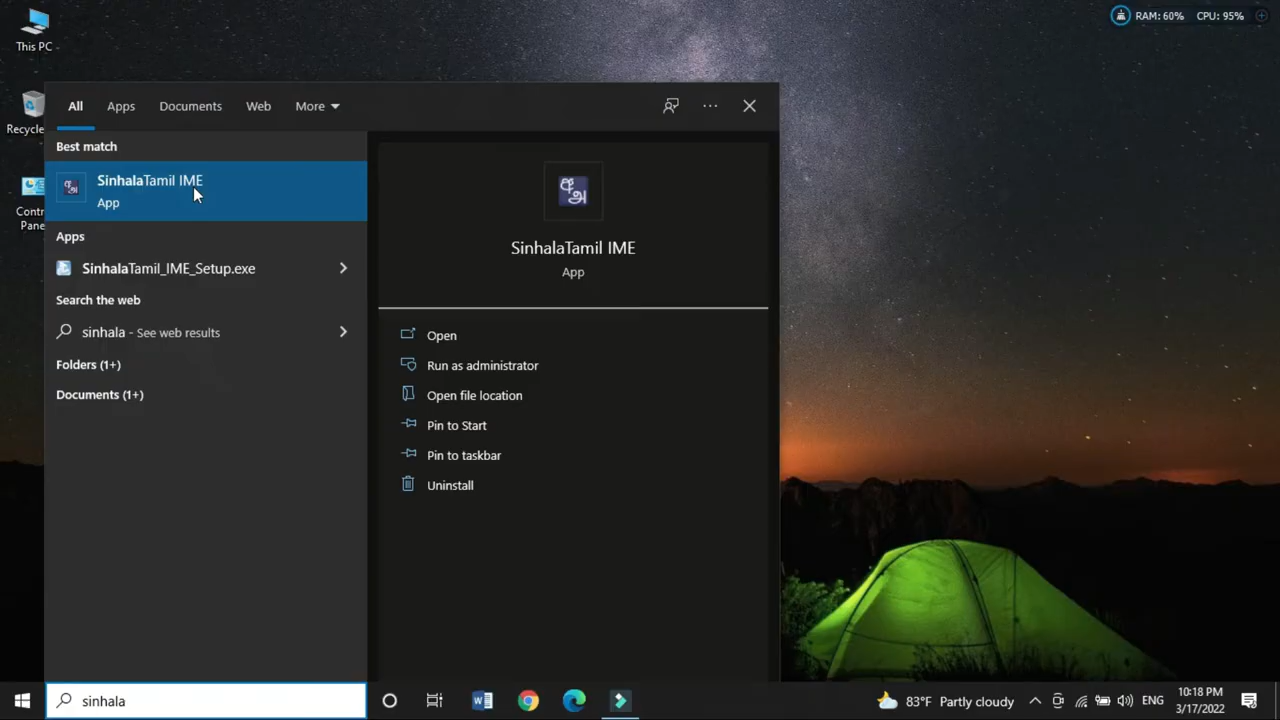 This PC
RAM: 60% CPU: 95%
Recycle
Contr
Pane
All Apps Documents Web More
Best match
SinhalaTamil IME
App
Apps
SinhalaTamil_IME_Setup.exe
Search the web
sinhala - See web results
Folders (1+)
Documents (1+)
SinhalaTamil IME
App
Open
Run as administrator
Open file location
Pin to Start
Pin to taskbar
Uninstall
sinhala
83°F Partly cloudy
ENG
10:18 PM
3/17/2022